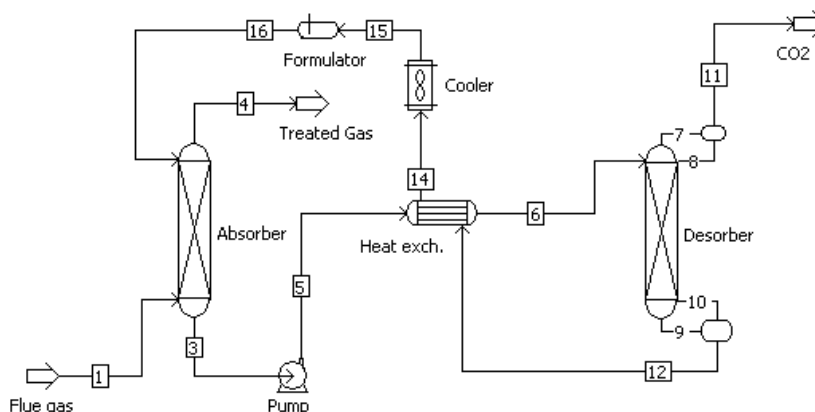 16
15
Formulator
CO2
11
Cooler
4
Treated Gas
7
8
14
6
Absorber
Heat exch.
Desorber
5
10
9
3
12
1
Flue gas
Pump